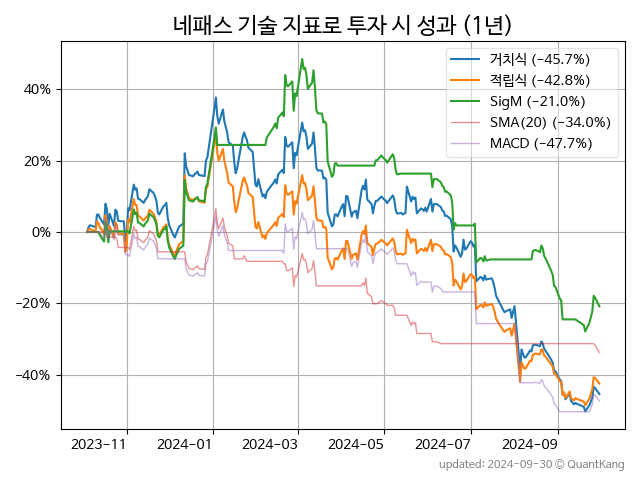 네패스 기술 지표로 투자 시 성과 (1년)
거치식 (−45.7%)
적립식 (−42.8%)
SigM (−21.0%)
SMA(20) (−34.0%)
MACD (−47.7%)
40%
20%
0%
−20%
−40%
2023-11 2024-01 2024-03 2024-05 2024-07 2024-09
updated: 2024-09-30 © QuantKang